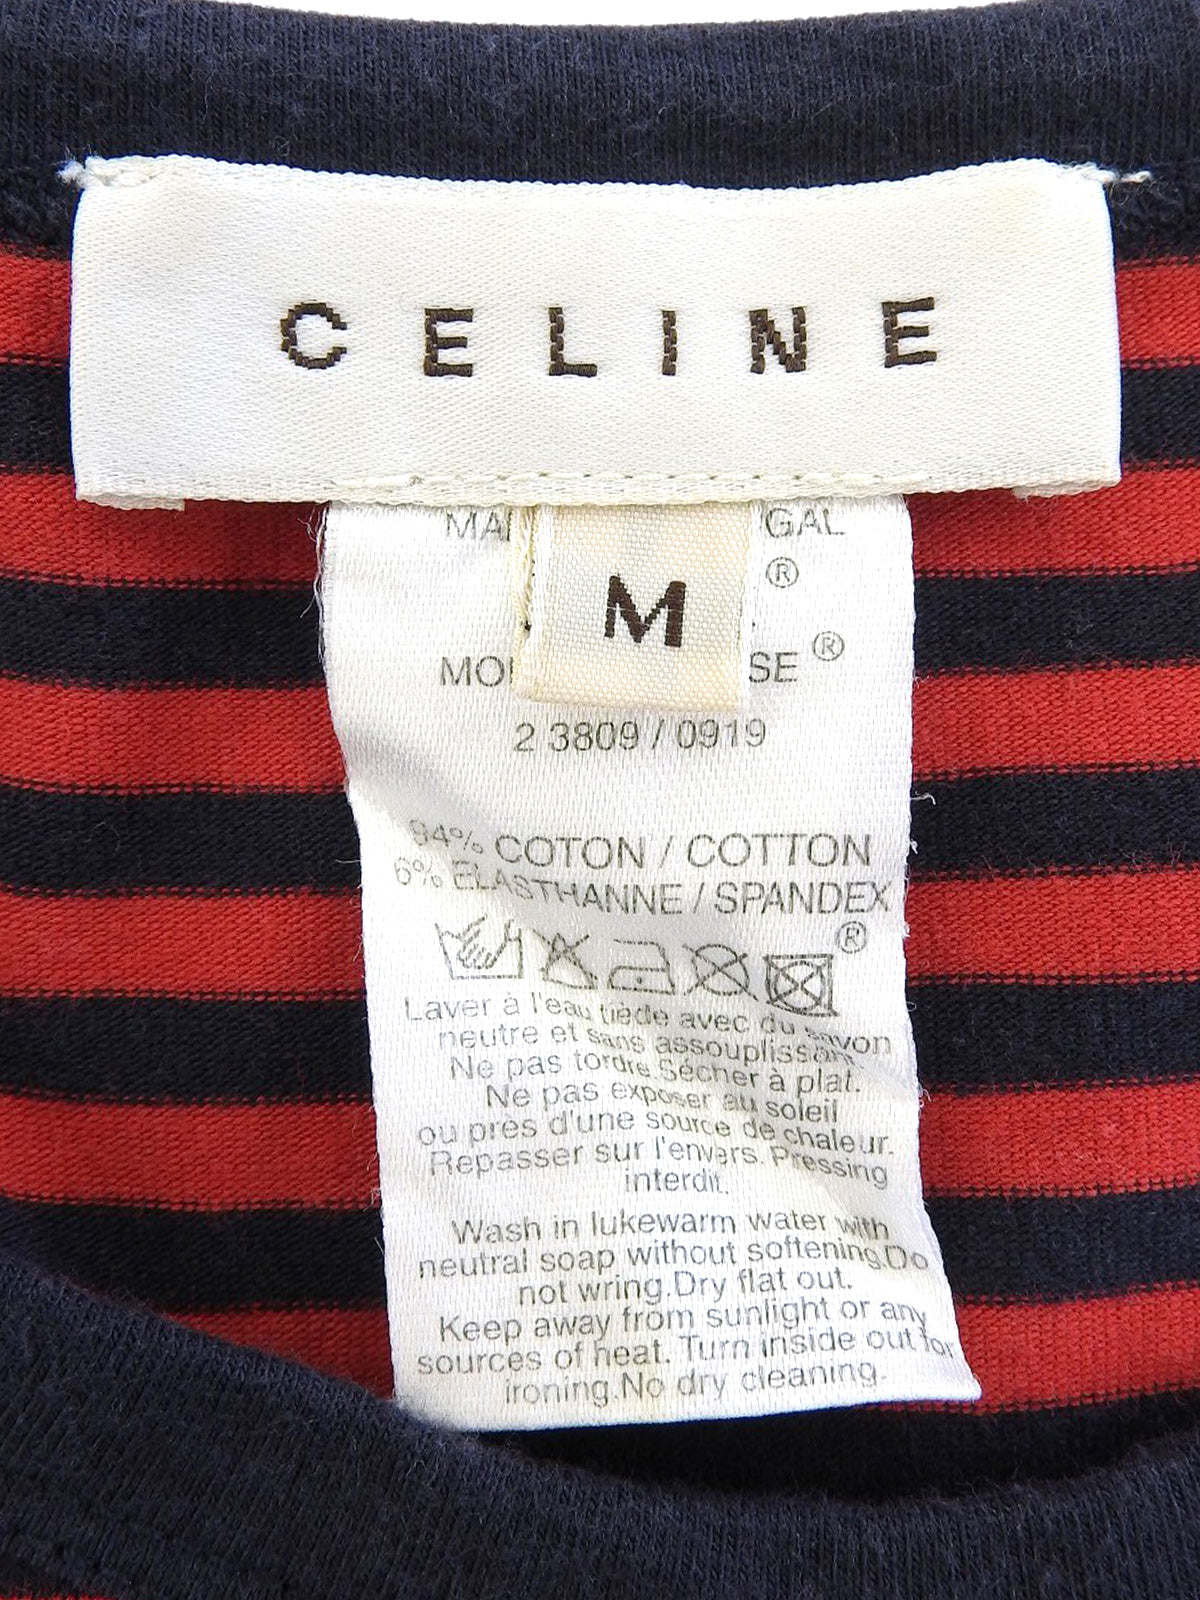 CELINE
M
®
®
2 3809 / 0919
94% COTON / COTTON
6% ELASTHANNE / SPANDEX
®
Laver à l'eau tiède avec du savon
neutre et sans assouplissant.
Ne pas tordre.Sécher à plat.
Ne pas exposer au soleil
ou près d'une source de chaleur.
Repasser sur l'envers. Pressing
interdit.
Wash in lukewarm water with
neutral soap without softening.Do
not wring.Dry flat out.
Keep away from sunlight or any
sources of heat. Turn inside out for
ironing.No dry cleaning.